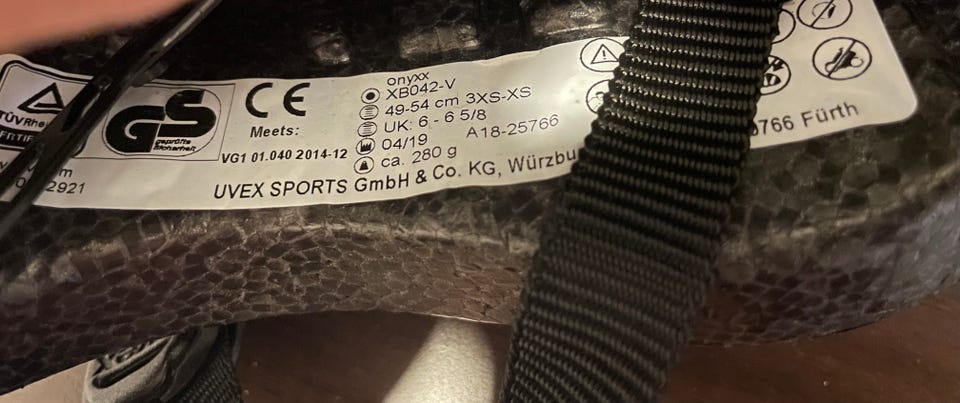 TÜVRhe
GS
geprüfte
Sicherheit
CE
Meets:
VG1 01.040 2014-12
onyxx
XB042-V
49-54 cm 3XS-XS
UK: 6 - 6 5/8
04/19 A18-25766
ca. 280 g
UVEX SPORTS GmbH & Co. KG, Würzbu
766 Fürth
2921